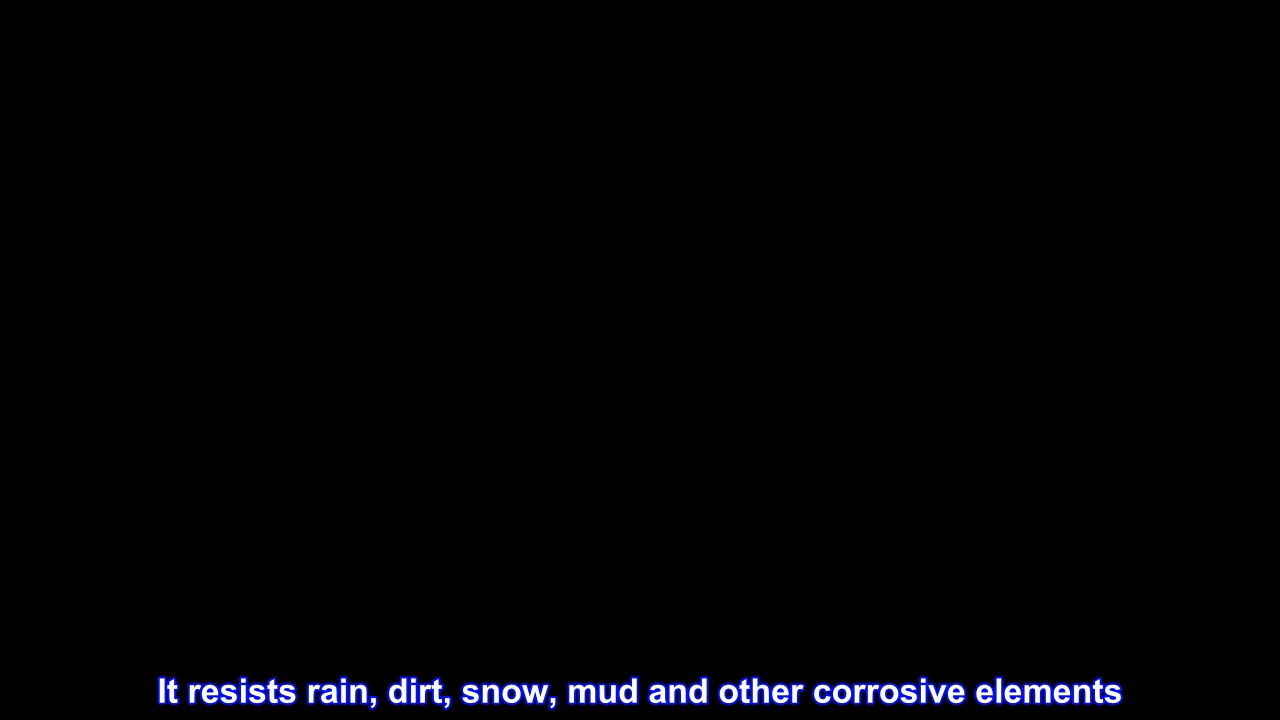 It resists rain, dirt, snow, mud and other corrosive elements